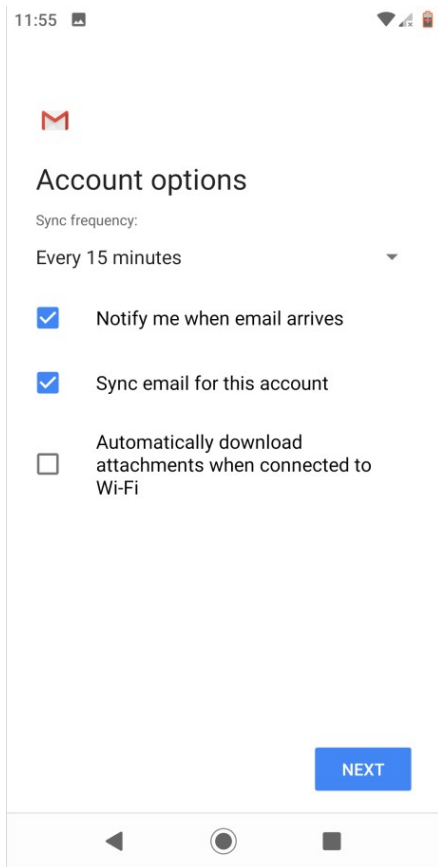 11:55
Account options
Sync frequency:
Every 15 minutes
Notify me when email arrives
Sync email for this account
Automatically download
attachments when connected to
Wi-Fi
NEXT